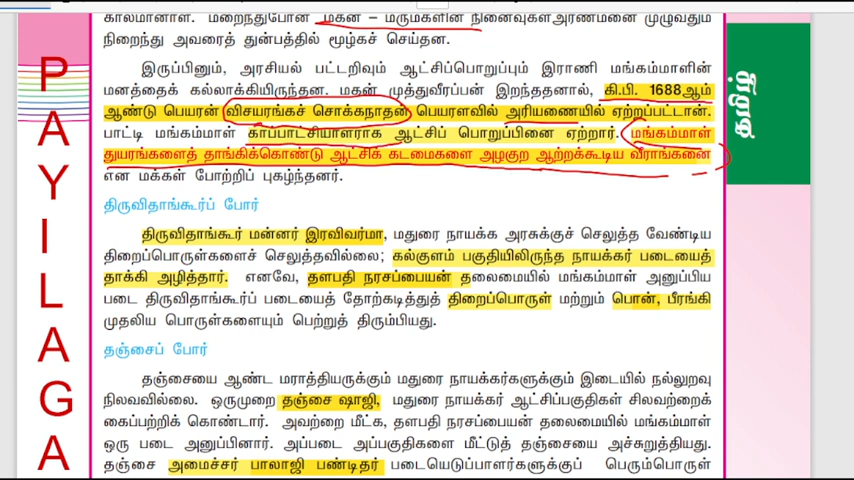 காலமானாள். மறைந்துபோன மகன் – மருமகளின் நினைவுகள்அரண்மனை முழுவதும்
நிறைந்து அவரைத் துன்பத்தில் மூழ்கச் செய்தன.
இருப்பினும், அரசியல் பட்டறிவும் ஆட்சிப்பொறுப்பும் இராணி மங்கம்மாளின்
மனத்தைக் கல்லாக்கியிருந்தன. மகன் முத்துவீரப்பன் இறந்ததனால், கி.பி. 1688ஆம்
ஆண்டு பெயரன் விசயரங்கச் சொக்கநாதன் பெயரளவில் அரியணையில் ஏற்றப்பட்டான்.
பாட்டி மங்கம்மாள் காப்பாட்சியாளராக ஆட்சிப் பொறுப்பினை ஏற்றார். மங்கம்மாள்
துயரங்களைத் தாங்கிக்கொண்டு ஆட்சிக் கடமைகளை அழகுற ஆற்றக்கூடிய வீராங்கனை
என மக்கள் போற்றிப் புகழ்ந்தனர்.
திருவிதாங்கூர்ப் போர்
திருவிதாங்கூர் மன்னர் இரவிவர்மா, மதுரை நாயக்க அரசுக்குச் செலுத்த வேண்டிய
திறைப்பொருள்களைச் செலுத்தவில்லை; கல்குளம் பகுதியிலிருந்த நாயக்கர் படையைத்
தாக்கி அழித்தார். எனவே, தளபதி நரசப்பையன் தலைமையில் மங்கம்மாள் அனுப்பிய
படை திருவிதாங்கூர்ப் படையைத் தோற்கடித்துத் திறைப்பொருள் மற்றும் பொன், பீரங்கி
முதலிய பொருள்களையும் பெற்றுத் திரும்பியது.
தஞ்சைப் போர்
தஞ்சையை ஆண்ட மராத்தியருக்கும் மதுரை நாயக்கர்களுக்கும் இடையில் நல்லுறவு
நிலவவில்லை. ஒருமுறை தஞ்சை ஷாஜி, மதுரை நாயக்கர் ஆட்சிப்பகுதிகள் சிலவற்றைக்
கைப்பற்றிக் கொண்டார். அவற்றை மீட்க, தளபதி நரசப்பையன் தலைமையில் மங்கம்மாள்
ஒரு படை அனுப்பினார். அப்படை அப்பகுதிகளை மீட்டுத் தஞ்சையை அச்சுறுத்தியது.
தஞ்சை அமைச்சர் பாலாஜி பண்டிதர் படையெடுப்பாளர்களுக்குப் பெரும்பொருள்
PAYILAGA